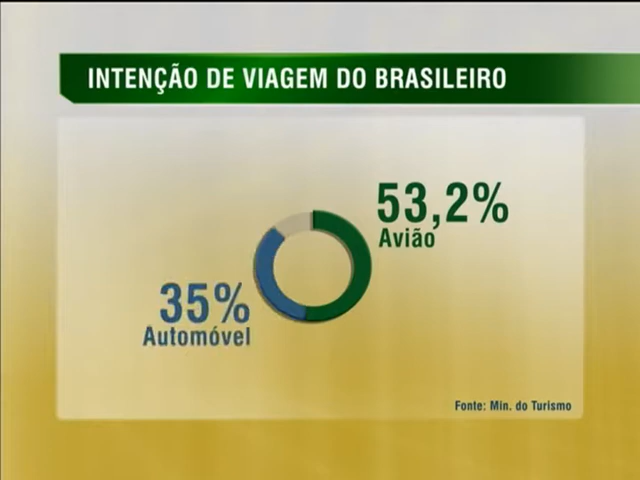 INTENÇÃO DE VIAGEM DO BRASILEIRO
53,2%
Avião
35%
Automóvel
Fonte: Min. do Turismo